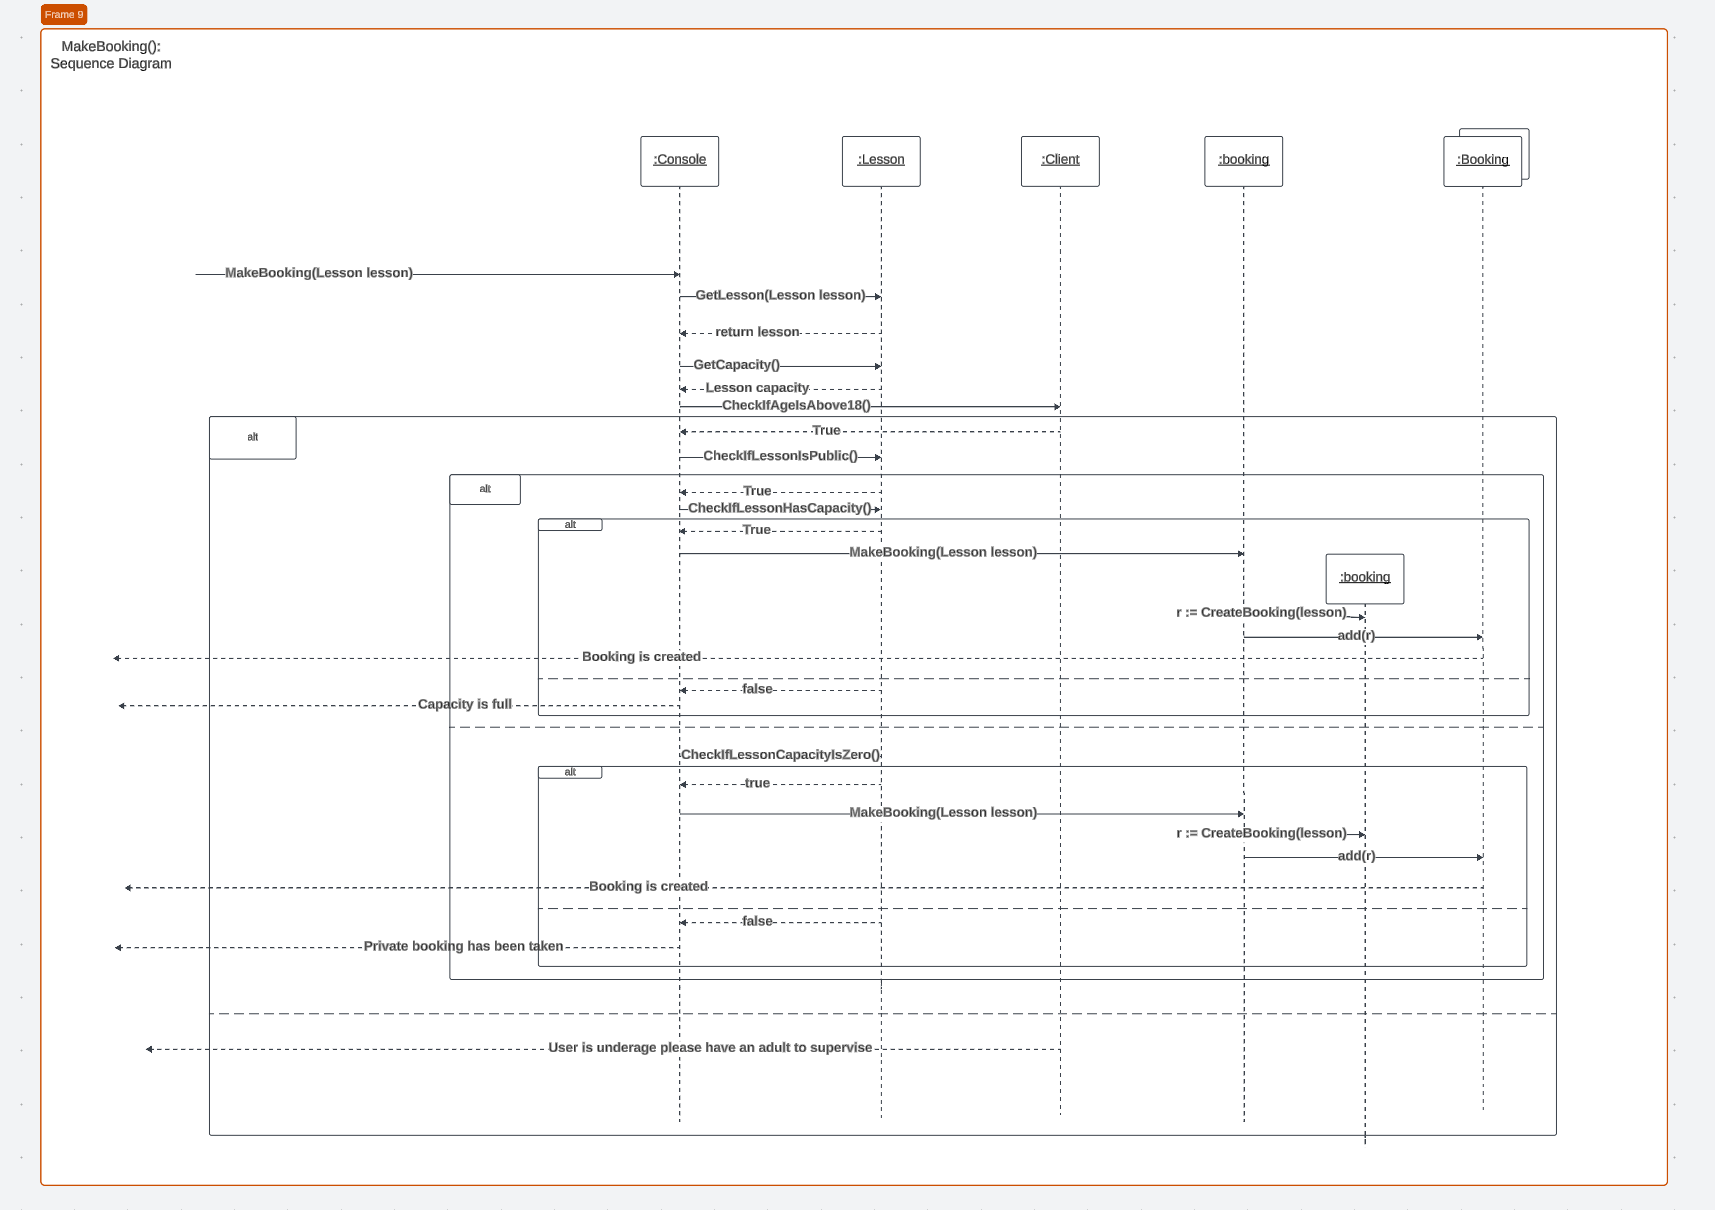 Frame 9
MakeBooking():
Sequence Diagram
:Console
:Lesson
:Client
:booking
:Booking
MakeBooking(Lesson lesson)
GetLesson(Lesson lesson)
return lesson
GetCapacity()
Lesson capacity
CheckIfAgeIsAbove18()
alt
True
CheckIfLessonIsPublic()
alt
True
CheckIfLessonHasCapacity()
alt
True
MakeBooking(Lesson lesson)
:booking
r := CreateBooking(lesson)
add(r)
Booking is created
false
Capacity is full
CheckIfLessonCapacityIsZero()
alt
true
MakeBooking(Lesson lesson)
r := CreateBooking(lesson)
add(r)
Booking is created
false
Private booking has been taken
User is underage please have an adult to supervise